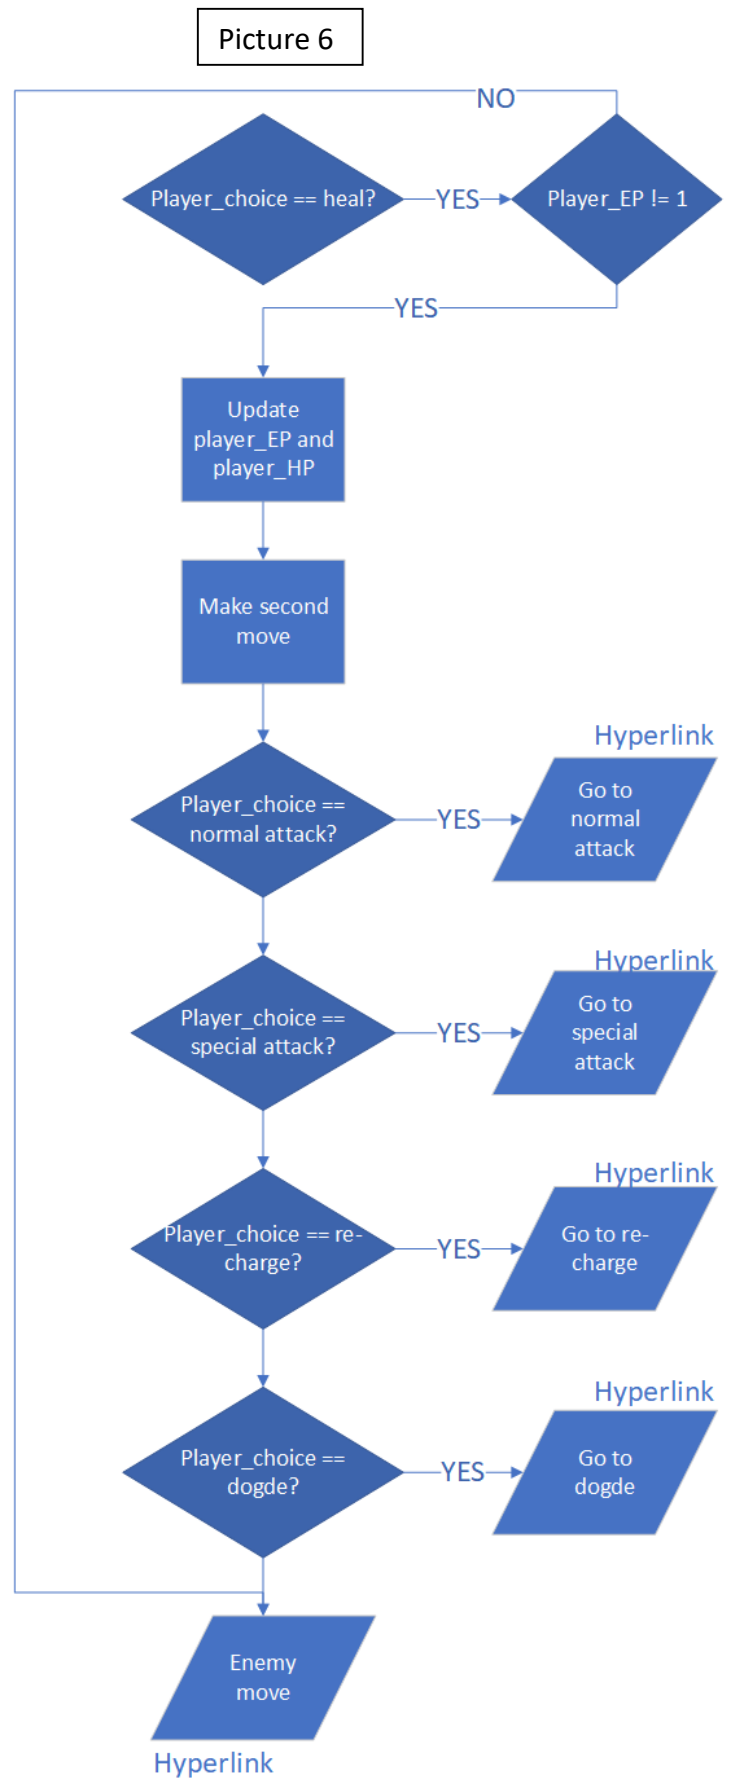 Picture 6
NO
Player_choice == heal?
YES
Player_EP != 1
YES
Update
player_EP and
player_HP
Make second
move
Hyperlink
Player_choice ==
normal attack?
YES
Go to
normal
attack
Hyperlink
Player_choice ==
special attack?
YES
Go to
special
attack
Hyperlink
Player_choice == re-
charge?
YES
Go to re-
charge
Hyperlink
Player_choice ==
dogde?
YES
Go to
dogde
Enemy
move
Hyperlink